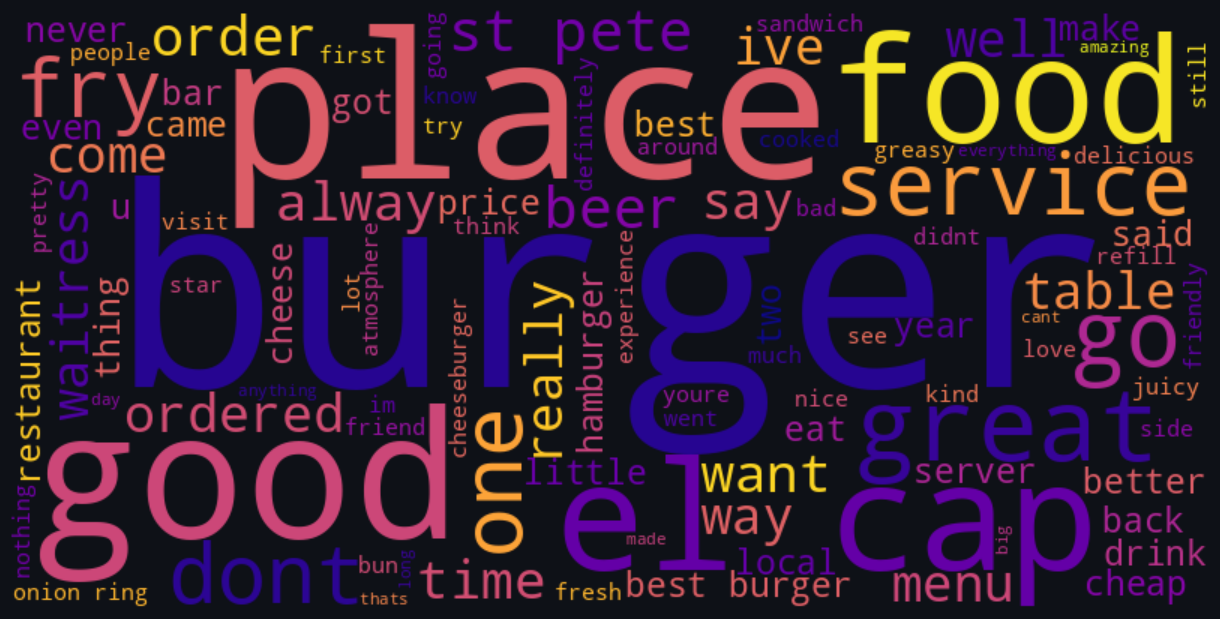 never
people
order
first
going
st pete
sandwich
ive
well
make
amazing
still
fry
bar
place
got
know
try
definitely
best
around
cooked
food
greasy
everything
delicious
even
came
come
pretty
waitress
u
visit
alway
price
think
beer
say
bad
service
didnt
said
refill
burger
star
cheese
lot
atmosphere
thing
restaurant
really
hamburger
experience
two
much
see
year
table
cant
love
go
friendly
juicy
cheeseburger
anything
day
ordered
im
friend
youre
went
nice
eat
kind
great
side
good
one
little
want
way
server
better
el cap
made
big
back
drink
nothing
onion ring
dont
bun
long
thats
time
fresh
best burger
local
menu
cheap